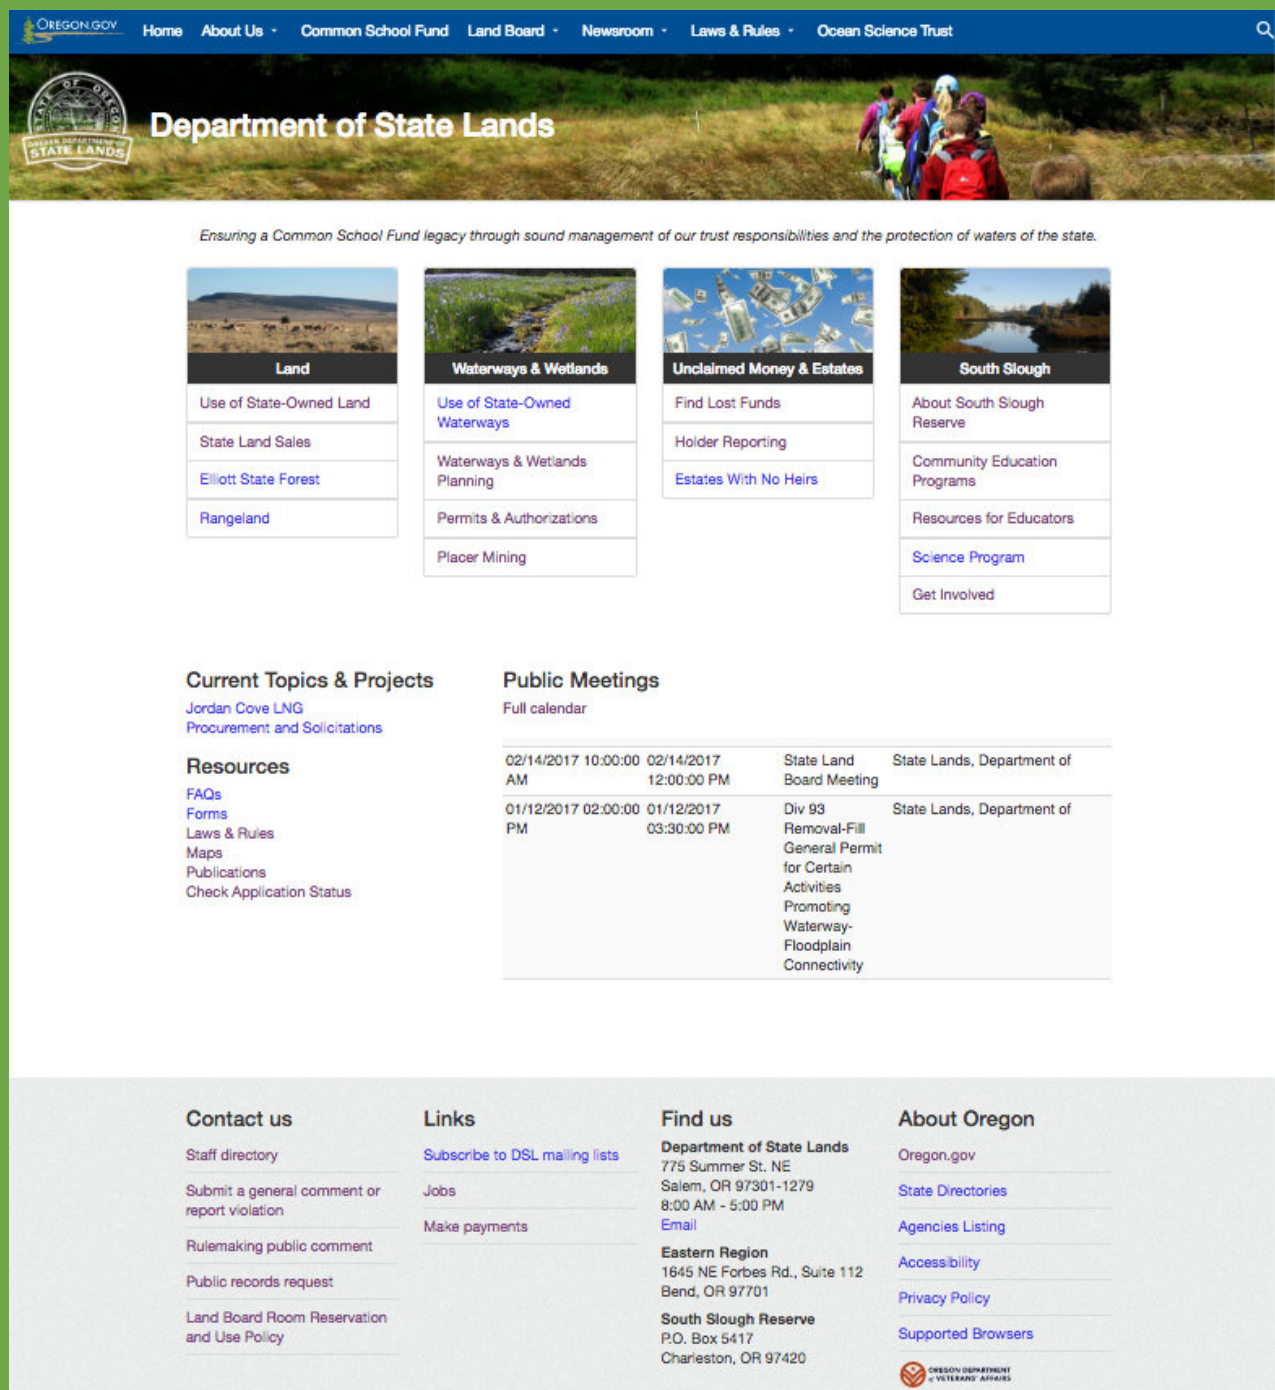 OREGON.GOV Home About Us Common School Fund Land Board Newsroom Laws & Rules Ocean Science Trust
STATE OF OREGON
OREGON DEPARTMENT OF
STATE LANDS
Department of State Lands
Ensuring a Common School Fund legacy through sound management of our trust responsibilities and the protection of waters of the state.
Land
Use of State-Owned Land
State Land Sales
Elliott State Forest
Rangeland
Waterways & Wetlands
Use of State-Owned
Waterways
Waterways & Wetlands
Planning
Permits & Authorizations
Placer Mining
Unclaimed Money & Estates
Find Lost Funds
Holder Reporting
Estates With No Heirs
South Slough
About South Slough
Reserve
Community Education
Programs
Resources for Educators
Science Program
Get Involved
Current Topics & Projects
Jordan Cove LNG
Procurement and Solicitations
Resources
FAQs
Forms
Laws & Rules
Maps
Publications
Check Application Status
Public Meetings
Full calendar
02/14/2017 10:00:00 02/14/2017 State Land State Lands, Department of
AM 12:00:00 PM Board Meeting
01/12/2017 02:00:00 01/12/2017 Div 93 State Lands, Department of
PM 03:30:00 PM Removal-Fill
General Permit
for Certain
Activities
Promoting
Waterway-
Floodplain
Connectivity
Contact us
Staff directory
Submit a general comment or
report violation
Rulemaking public comment
Public records request
Land Board Room Reservation
and Use Policy
Links
Subscribe to DSL mailing lists
Jobs
Make payments
Find us
Department of State Lands
775 Summer St. NE
Salem, OR 97301-1279
8:00 AM - 5:00 PM
Email
Eastern Region
1645 NE Forbes Rd., Suite 112
Bend, OR 97701
South Slough Reserve
P.O. Box 5417
Charleston, OR 97420
About Oregon
Oregon.gov
State Directories
Agencies Listing
Accessibility
Privacy Policy
Supported Browsers
OREGON DEPARTMENT
of VETERANS' AFFAIRS